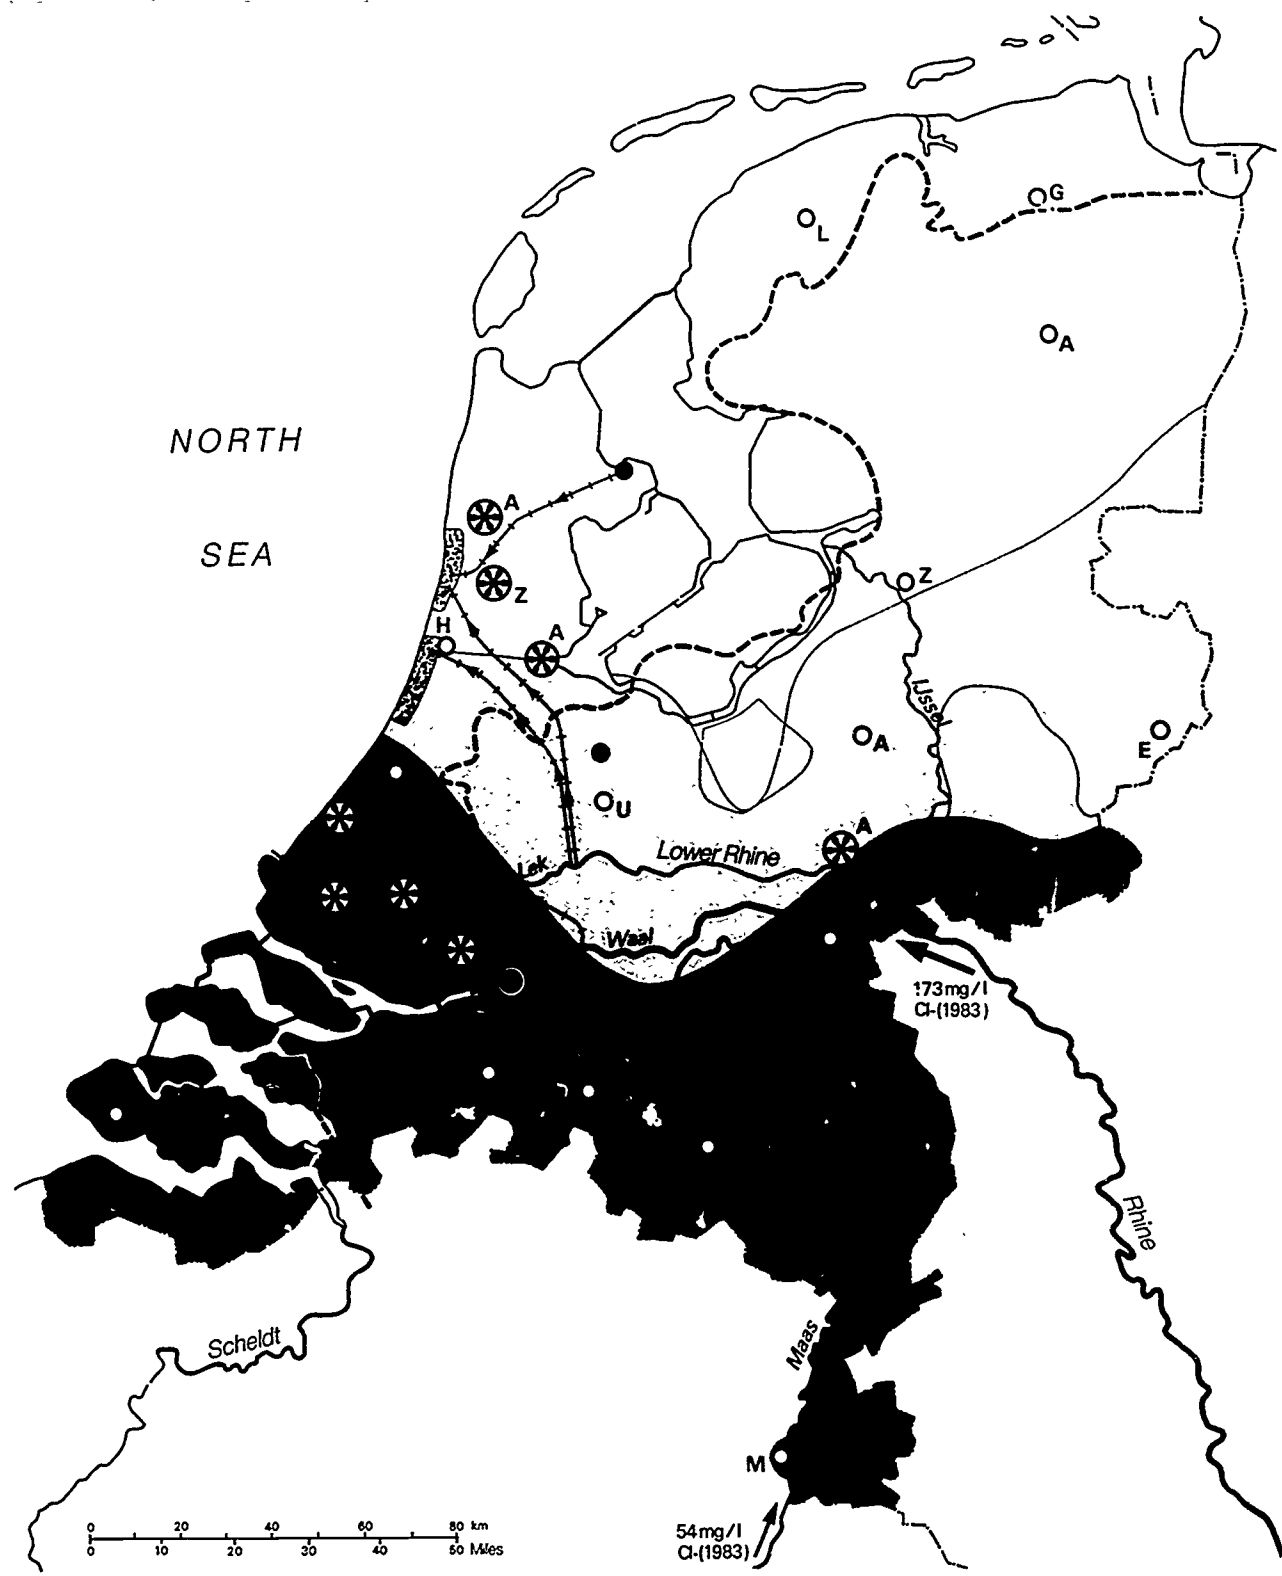 G
L
A
NORTH
A
SEA
Z
Z
H
A
IJssel
A
E
U
A
Lower Rhine
Lek
Waal
173 mg/l
Cl-(1983)
Rhine
Scheldt
Maas
M
0 20 40 60 80 km
0 10 20 30 40 50 Miles
54 mg/l
Cl-(1983)